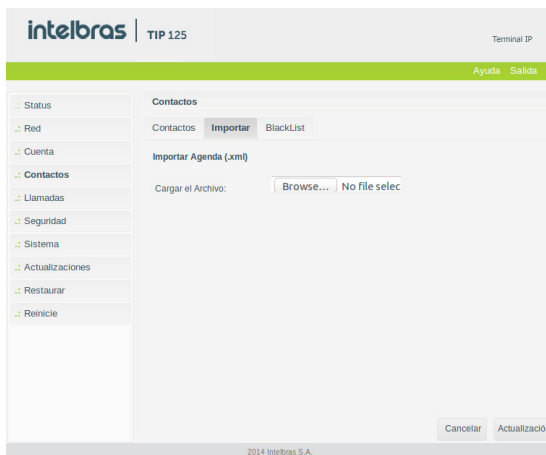 intelbras TIP 125
Terminal IP
Ayuda Salida
.: Status
.: Red
.: Cuenta
.: Contactos
.: Llamadas
.: Seguridad
.: Sistema
.: Actualizaciones
.: Restaurar
.: Reinicie
Contactos
Contactos Importar BlackList
Importar Agenda (.xml)
Cargar el Archivo: Browse... No file selec
Cancelar Actualizació
2014 Intelbras S.A.